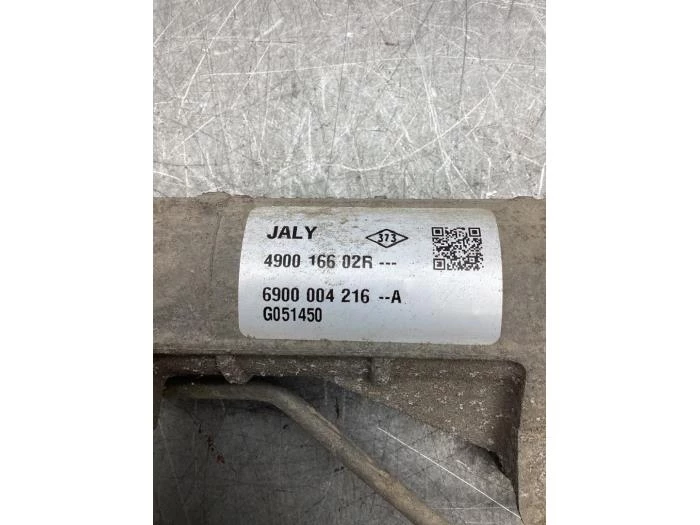 JALY 373
4900 166 02R ---
6900 004 216 --A
G051450